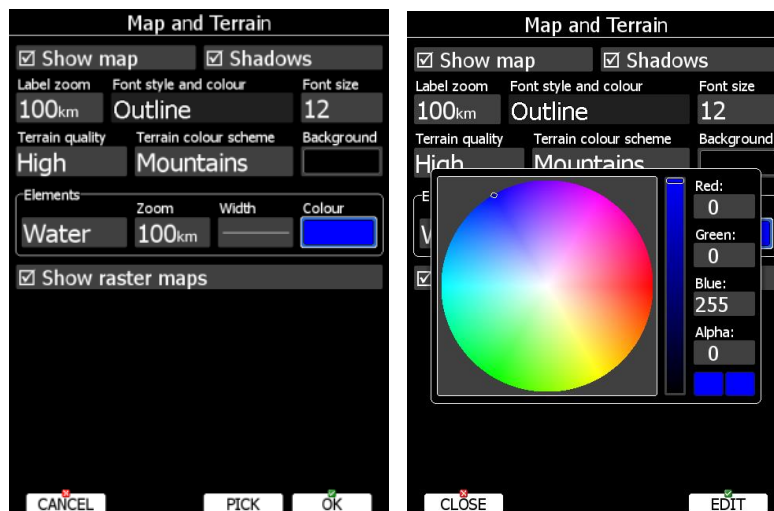 Map and Terrain
Show map Shadows
Label zoom Font style and colour Font size
100km Outline 12
Terrain quality Terrain colour scheme Background
High Mountains
Elements
Zoom Width Colour
Water 100km
Show raster maps
CANCEL PICK OK
Map and Terrain
Show map Shadows
Label zoom Font style and colour Font size
100km Outline 12
Terrain quality Terrain colour scheme Background
High Mountains
Red:
0
Green:
0
Blue:
255
Alpha:
0
CLOSE EDIT